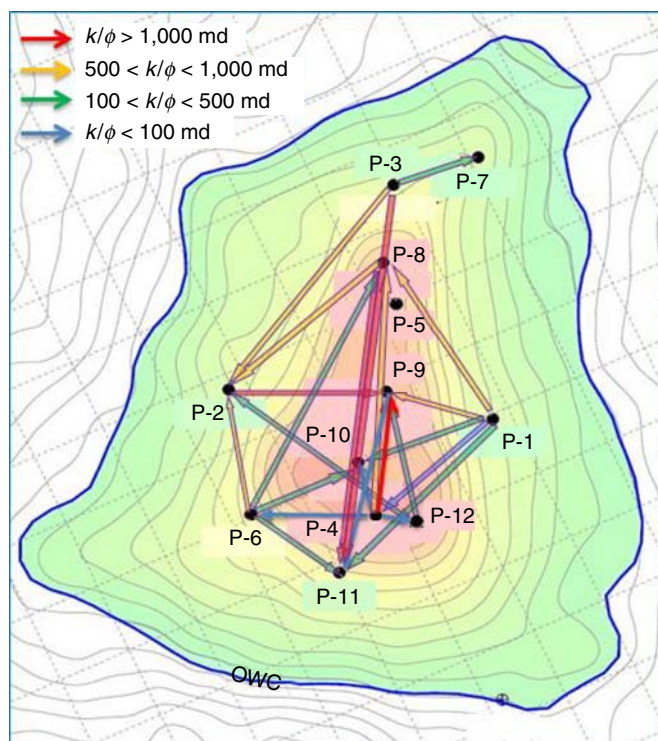 k/ϕ > 1,000 md
500 < k/ϕ < 1,000 md
100 < k/ϕ < 500 md
k/ϕ < 100 md
P-3
P-7
P-8
P-5
P-9
P-2
P-10
P-1
P-6
P-4
P-12
P-11
OWC